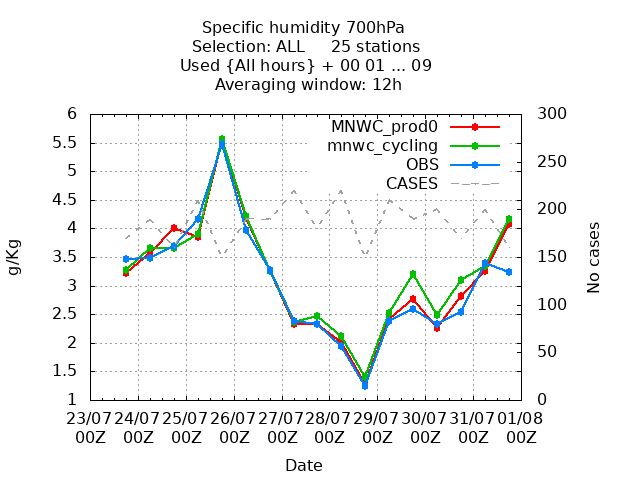 Specific humidity 700hPa
Selection: ALL     25 stations
Used {All hours} + 00 01 ... 09
Averaging window: 12h
MNWC_prod0
mnwc_cycling
OBS
CASES
g/Kg
6
5.5
5
4.5
4
3.5
3
2.5
2
1.5
1
300
250
200
150
100
50
0
No cases
23/07 24/07 25/07 26/07 27/07 28/07 29/07 30/07 31/07 01/08
00Z 00Z 00Z 00Z 00Z 00Z 00Z 00Z 00Z 00Z
Date